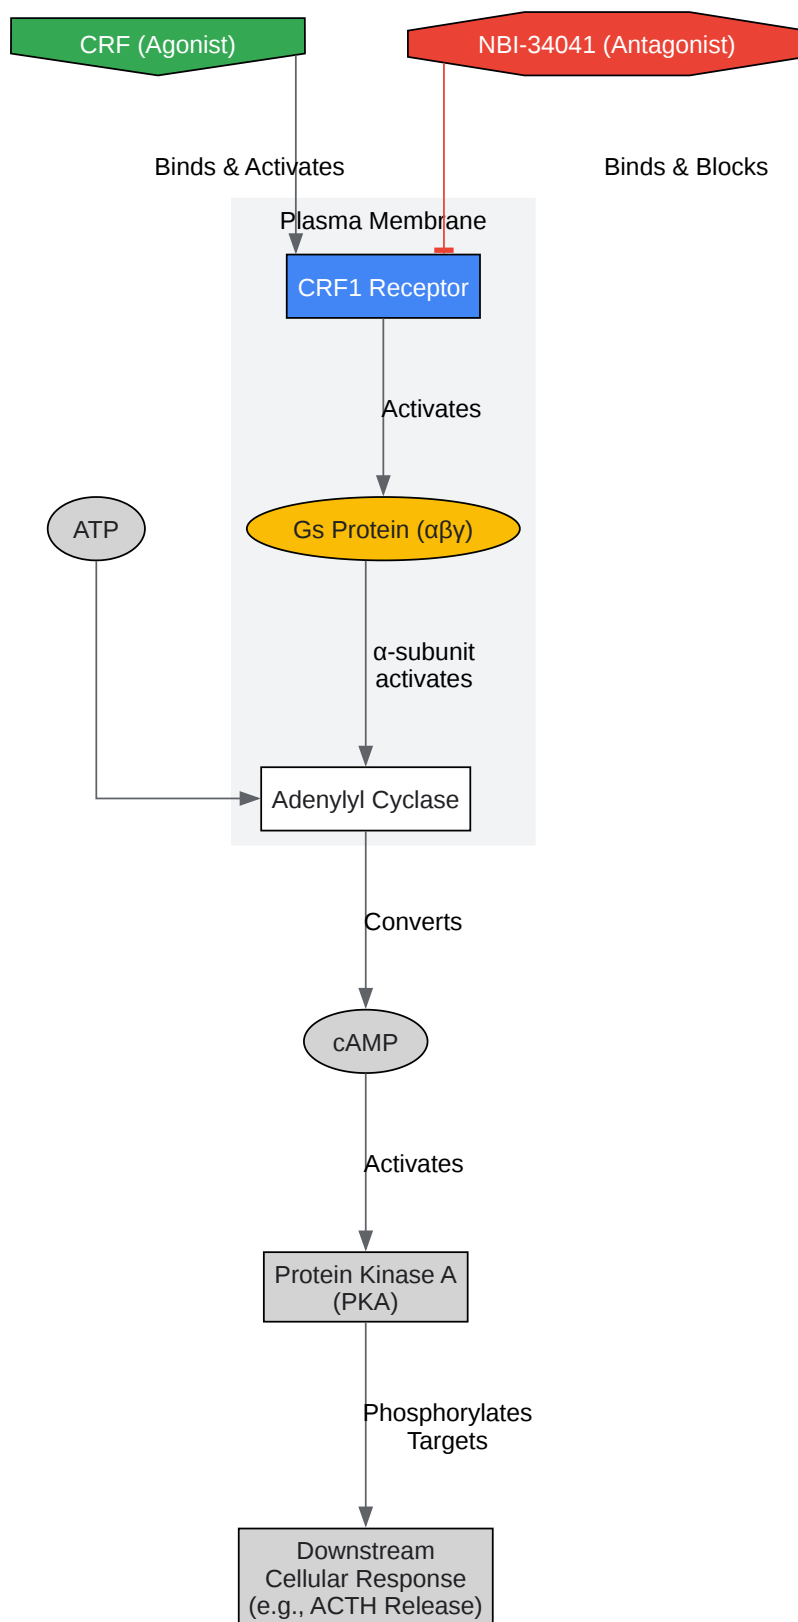 CRF (Agonist)
NBI-34041 (Antagonist)
Binds & Activates
Binds & Blocks
Plasma Membrane
CRF1 Receptor
Activates
ATP
Gs Protein (αβγ)
α-subunit
activates
Adenylyl Cyclase
Converts
cAMP
Activates
Protein Kinase A
(PKA)
Phosphorylates
Targets
Downstream
Cellular Response
(e.g., ACTH Release)